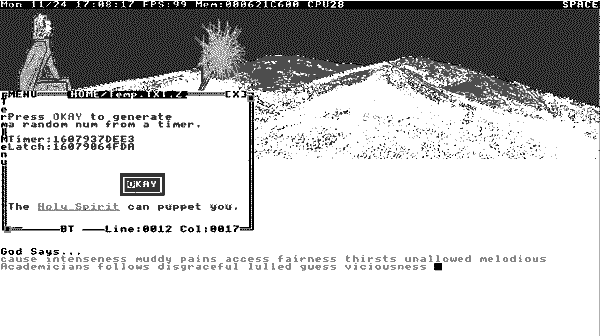 Mon 11/24 17:08:17 FPS:99 Mem:000621C600 CPU28 SPACE
MENU HOME/Temp.TXT.Z [X]
Press OKAY to generate
a random num from a timer.
Timer:1607937DEE3
Latch:16079064FDA
OKAY
The Holy Spirit can puppet you.
BT Line:0012 Col:0017
God Says...
cause intenseness muddy pains access fairness thirsts unallowed melodious
Academicians follows disgraceful lulled guess viciousness